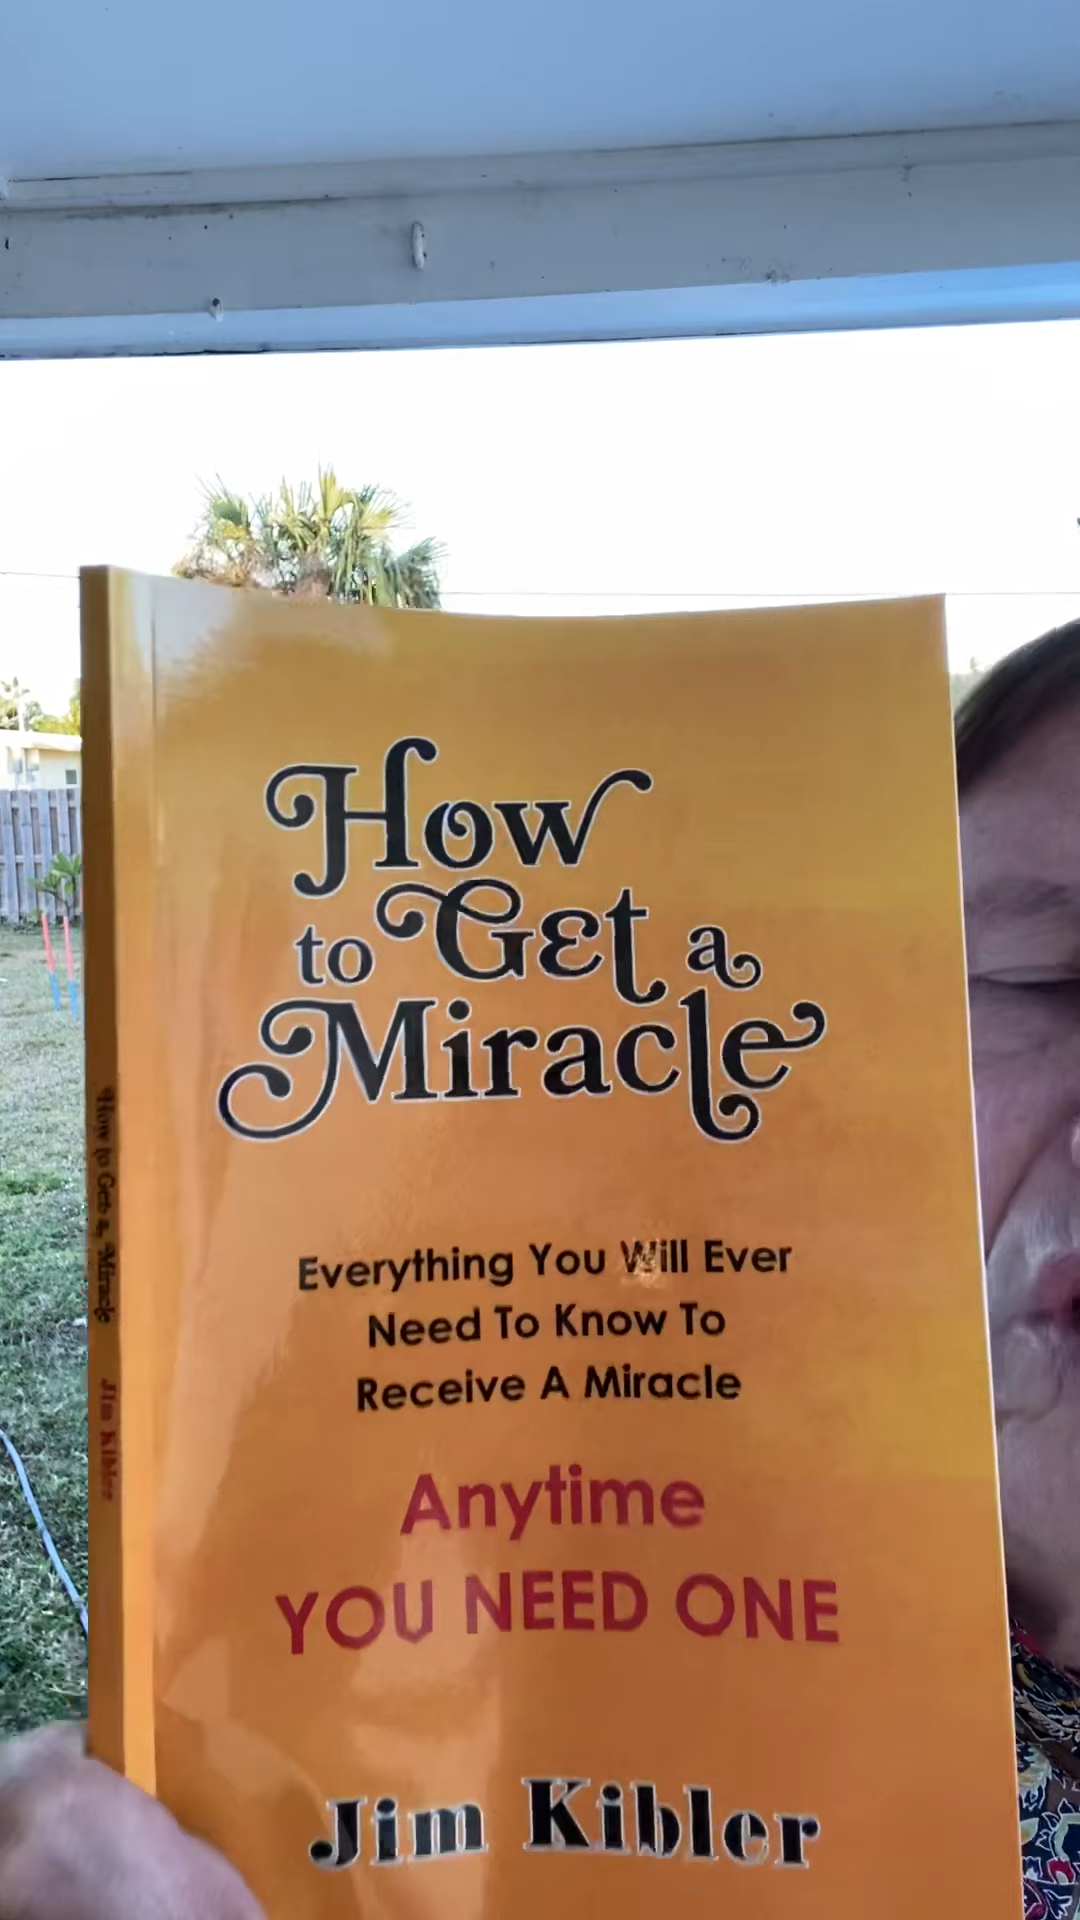 How
to Get a
Miracle
Everything You Will Ever
Need To Know To
Receive A Miracle
Anytime
YOU NEED ONE
Jim Kibler
How to Get a Miracle Jim Kibler